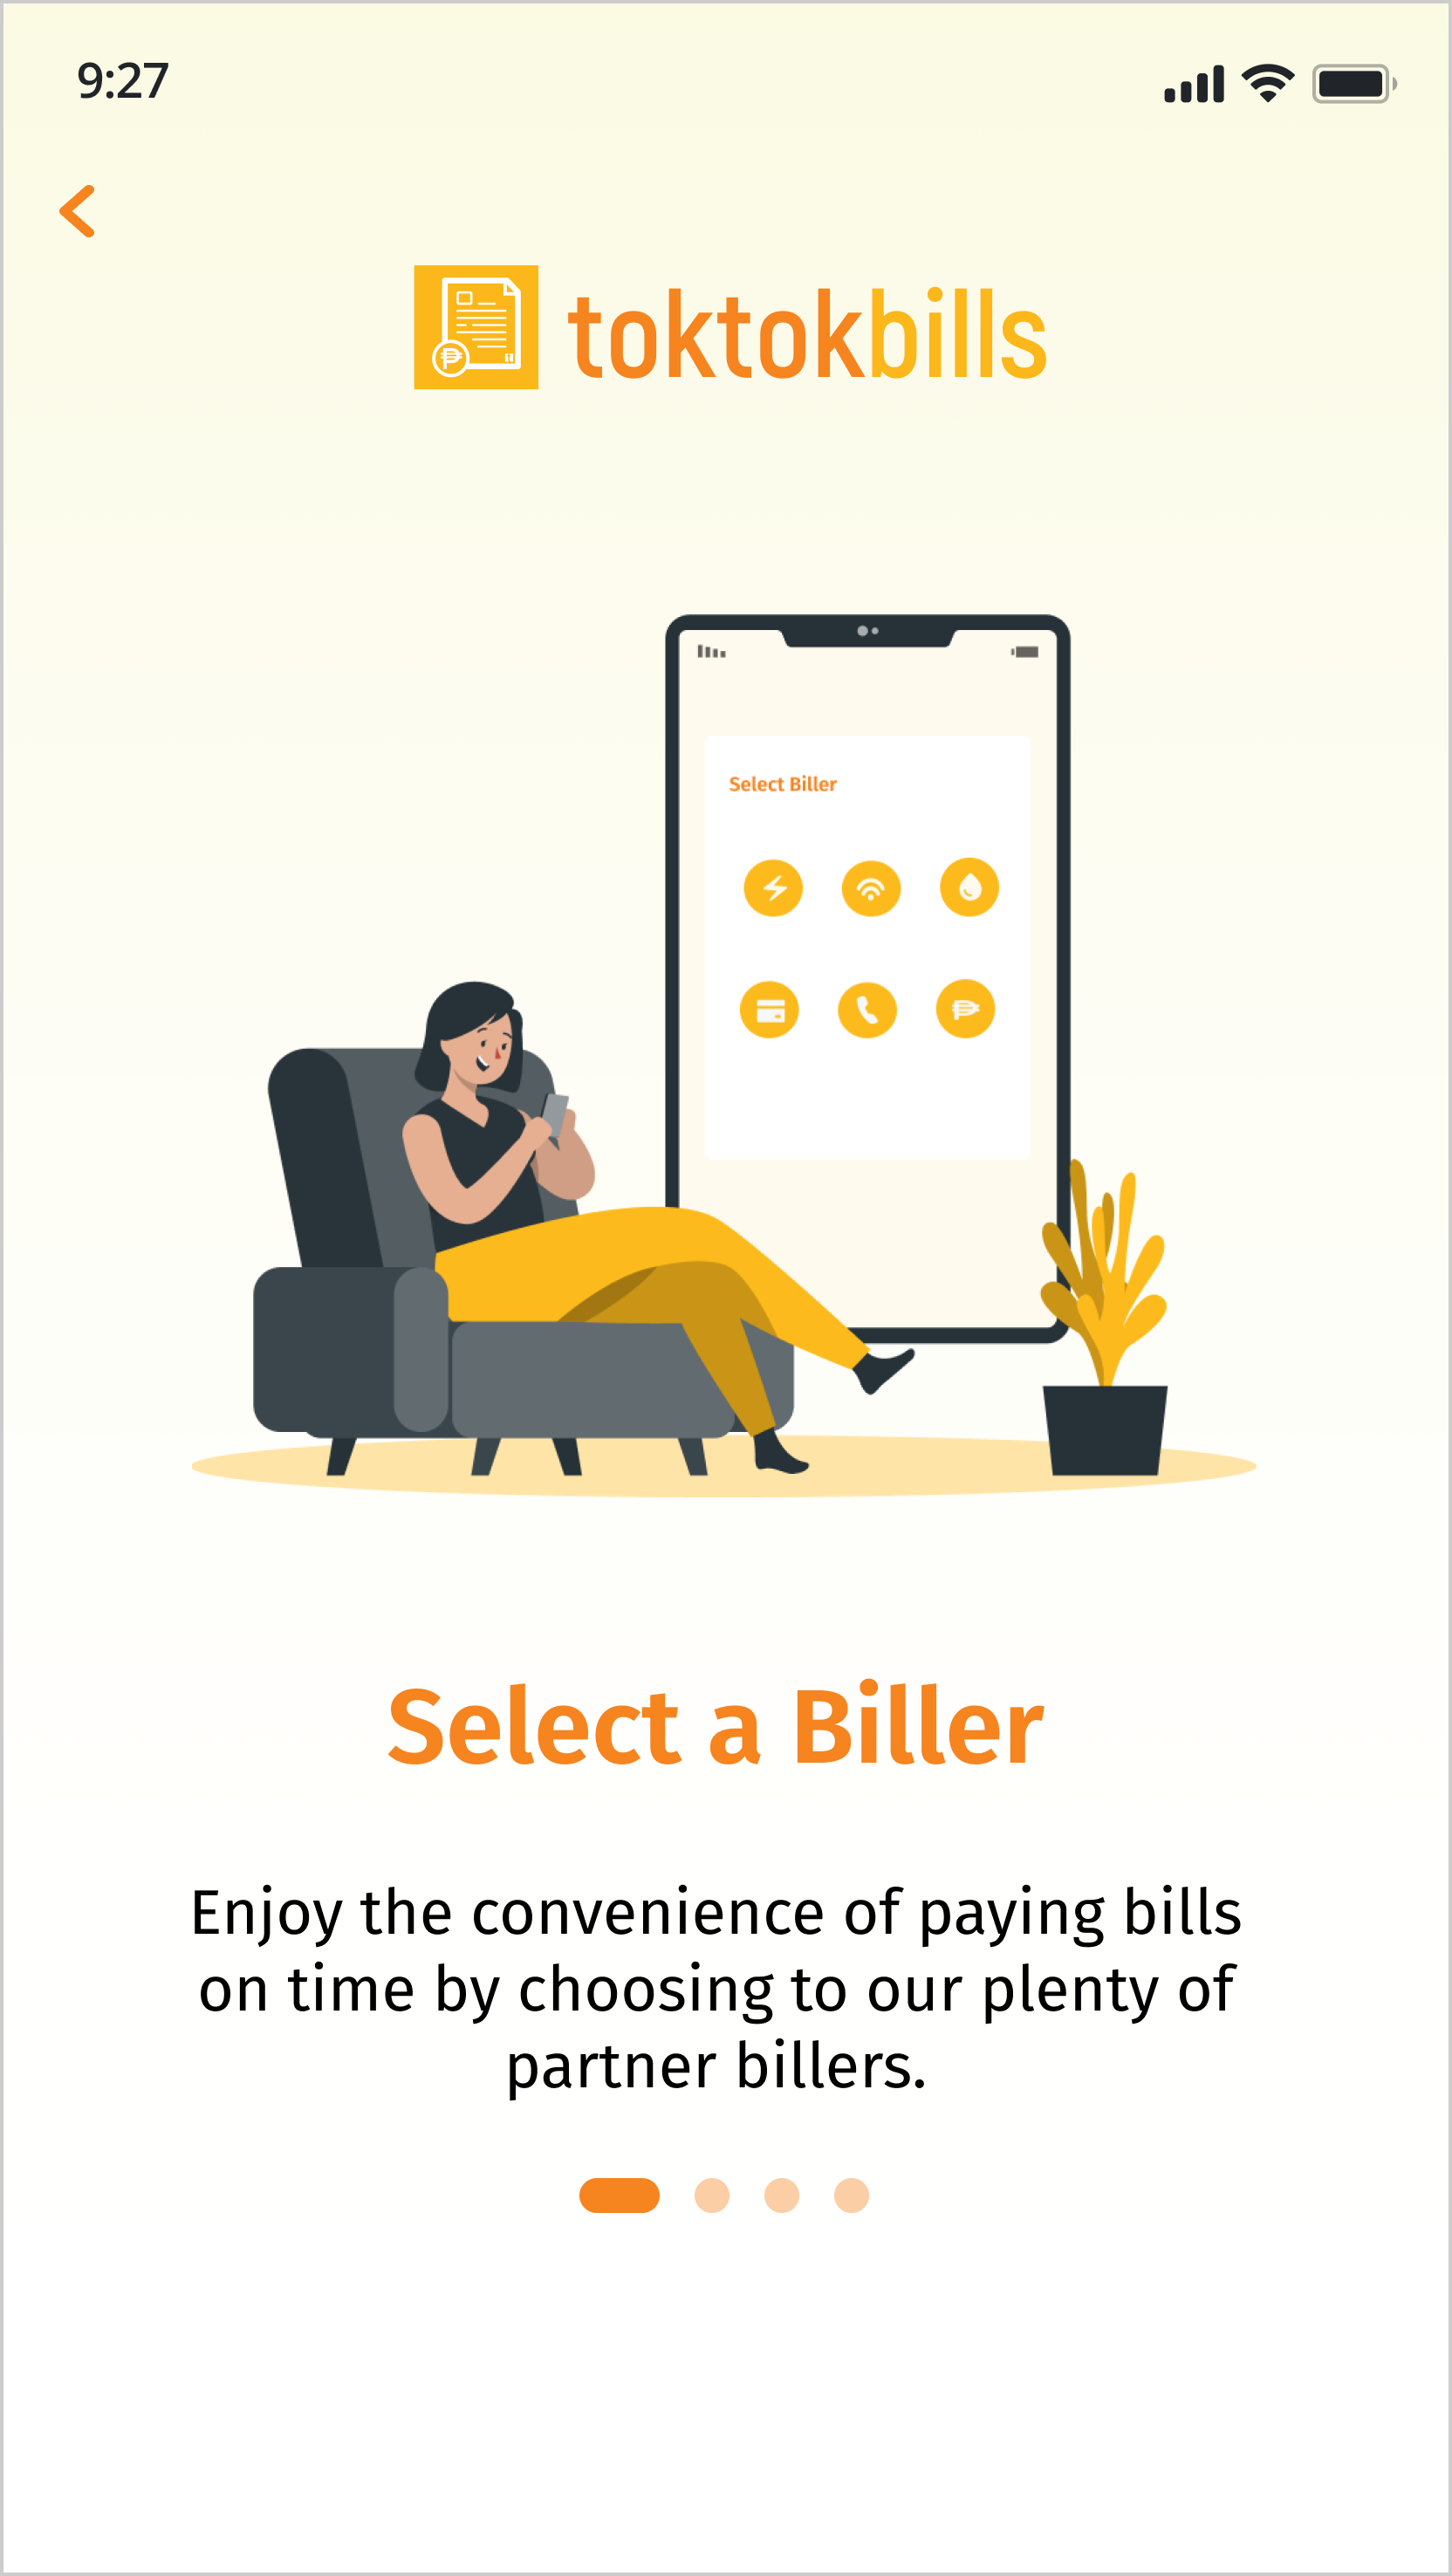 9:27
toktokbills
Select Biller
Select a Biller
Enjoy the convenience of paying bills
on time by choosing to our plenty of
partner billers.